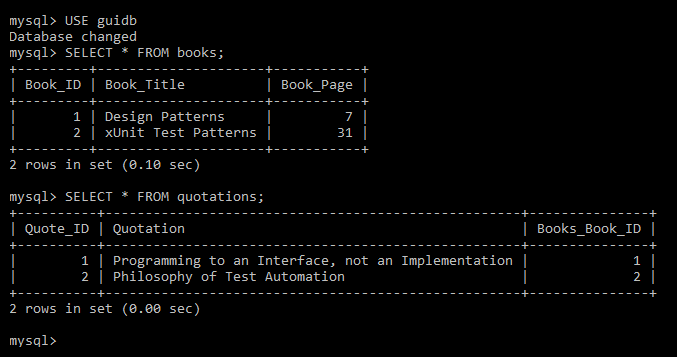 mysql> USE guidb
Database changed
mysql> SELECT * FROM books;
+---------+---------------------+-----------+
| Book_ID | Book_Title          | Book_Page |
+---------+---------------------+-----------+
|       1 | Design Patterns     |         7 |
|       2 | xUnit Test Patterns |        31 |
+---------+---------------------+-----------+
2 rows in set (0.10 sec)

mysql> SELECT * FROM quotations;
+----------+----------------------------------------------------+---------------+
| Quote_ID | Quotation                                          | Books_Book_ID |
+----------+----------------------------------------------------+---------------+
|        1 | Programming to an Interface, not an Implementation |             1 |
|        2 | Philosophy of Test Automation                      |             2 |
+----------+----------------------------------------------------+---------------+
2 rows in set (0.00 sec)

mysql>